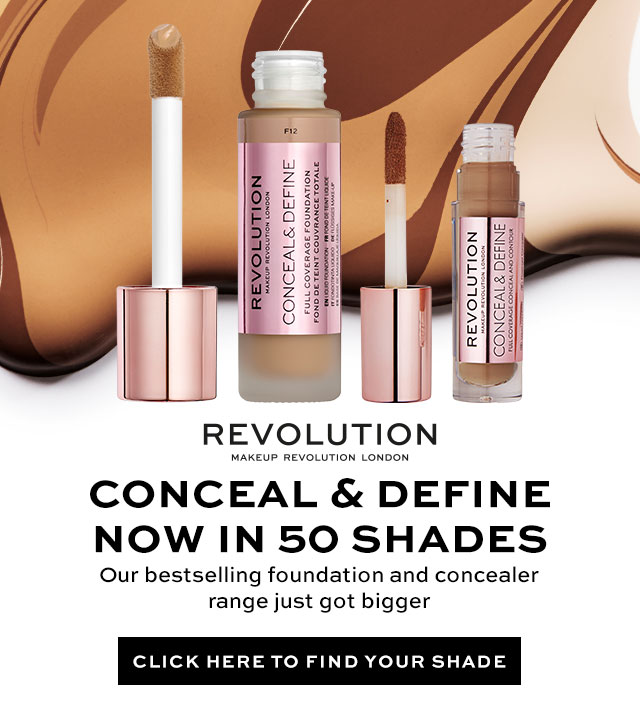 F12
REVOLUTION
MAKEUP REVOLUTION LONDON
CONCEAL & DEFINE
FULL COVERAGE FOUNDATION
FOND DE TEINT COUVRANCE TOTALE
REVOLUTION
MAKEUP REVOLUTION LONDON
CONCEAL & DEFINE
FULL COVERAGE CONCEAL AND CONTOUR
REVOLUTION
MAKEUP REVOLUTION LONDON
CONCEAL & DEFINE
NOW IN 50 SHADES
Our bestselling foundation and concealer
range just got bigger
CLICK HERE TO FIND YOUR SHADE